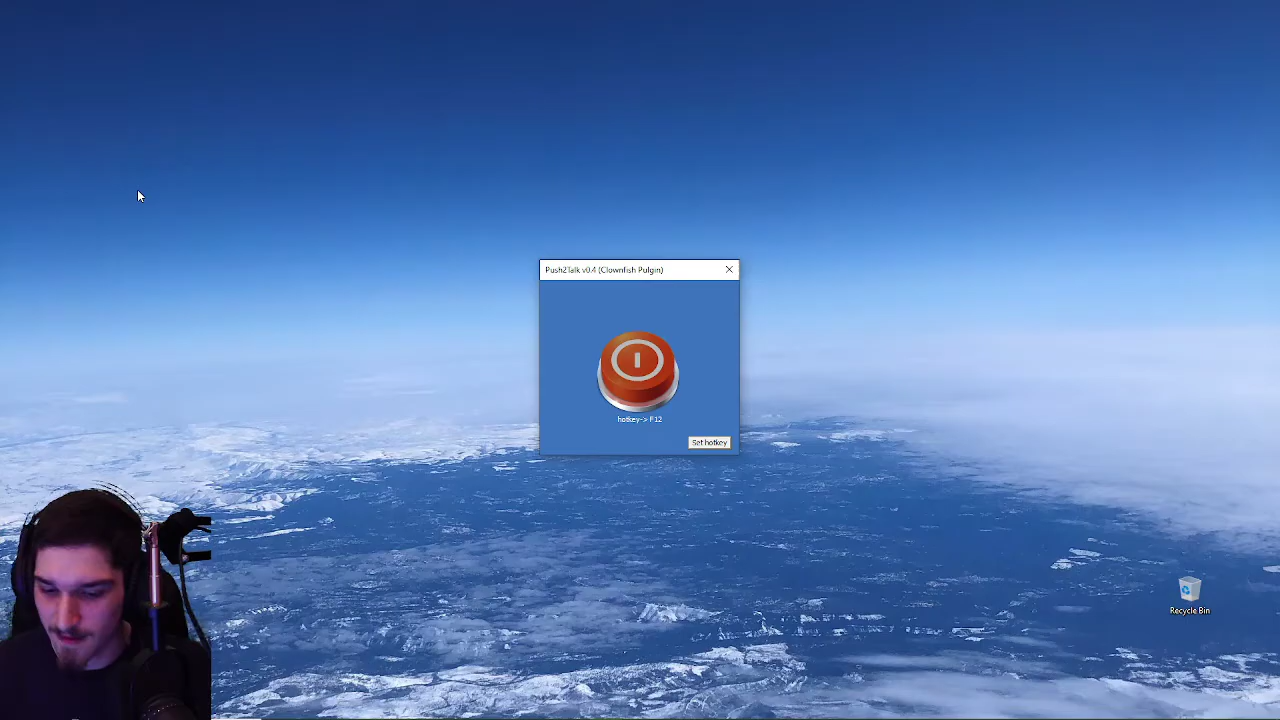 Push2Talk v0.4 (Clownfish Pulgin)
hotkey-> F12
Set hotkey
Recycle Bin